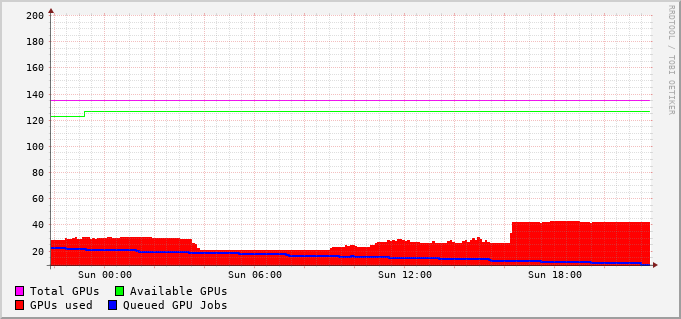 200
180
160
140
120
100
80
60
40
20
Sun 00:00 Sun 06:00 Sun 12:00 Sun 18:00
Total GPUs Available GPUs
GPUs used Queued GPU Jobs
RRDTOOL / TOBI OETIKER